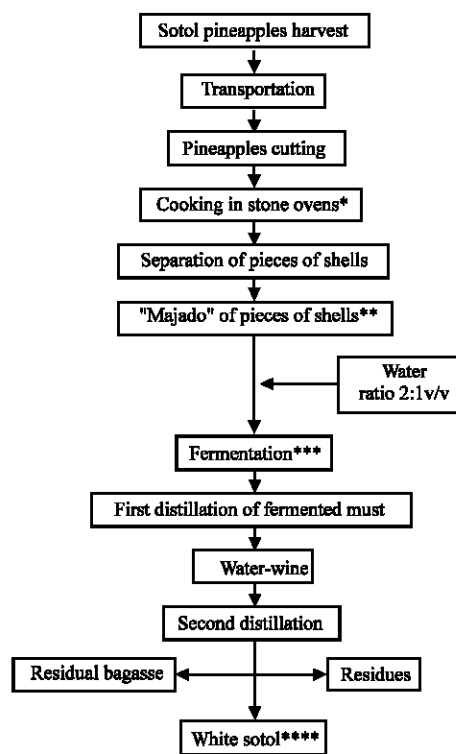 Sotol pineapples harvest
Transportation
Pineapples cutting
Cooking in stone ovens*
Separation of pieces of shells
"Majado" of pieces of shells**
Water
ratio 2:1v/v
Fermentation***
First distillation of fermented must
Water-wine
Second distillation
Residual bagasse
Residues
White sotol****